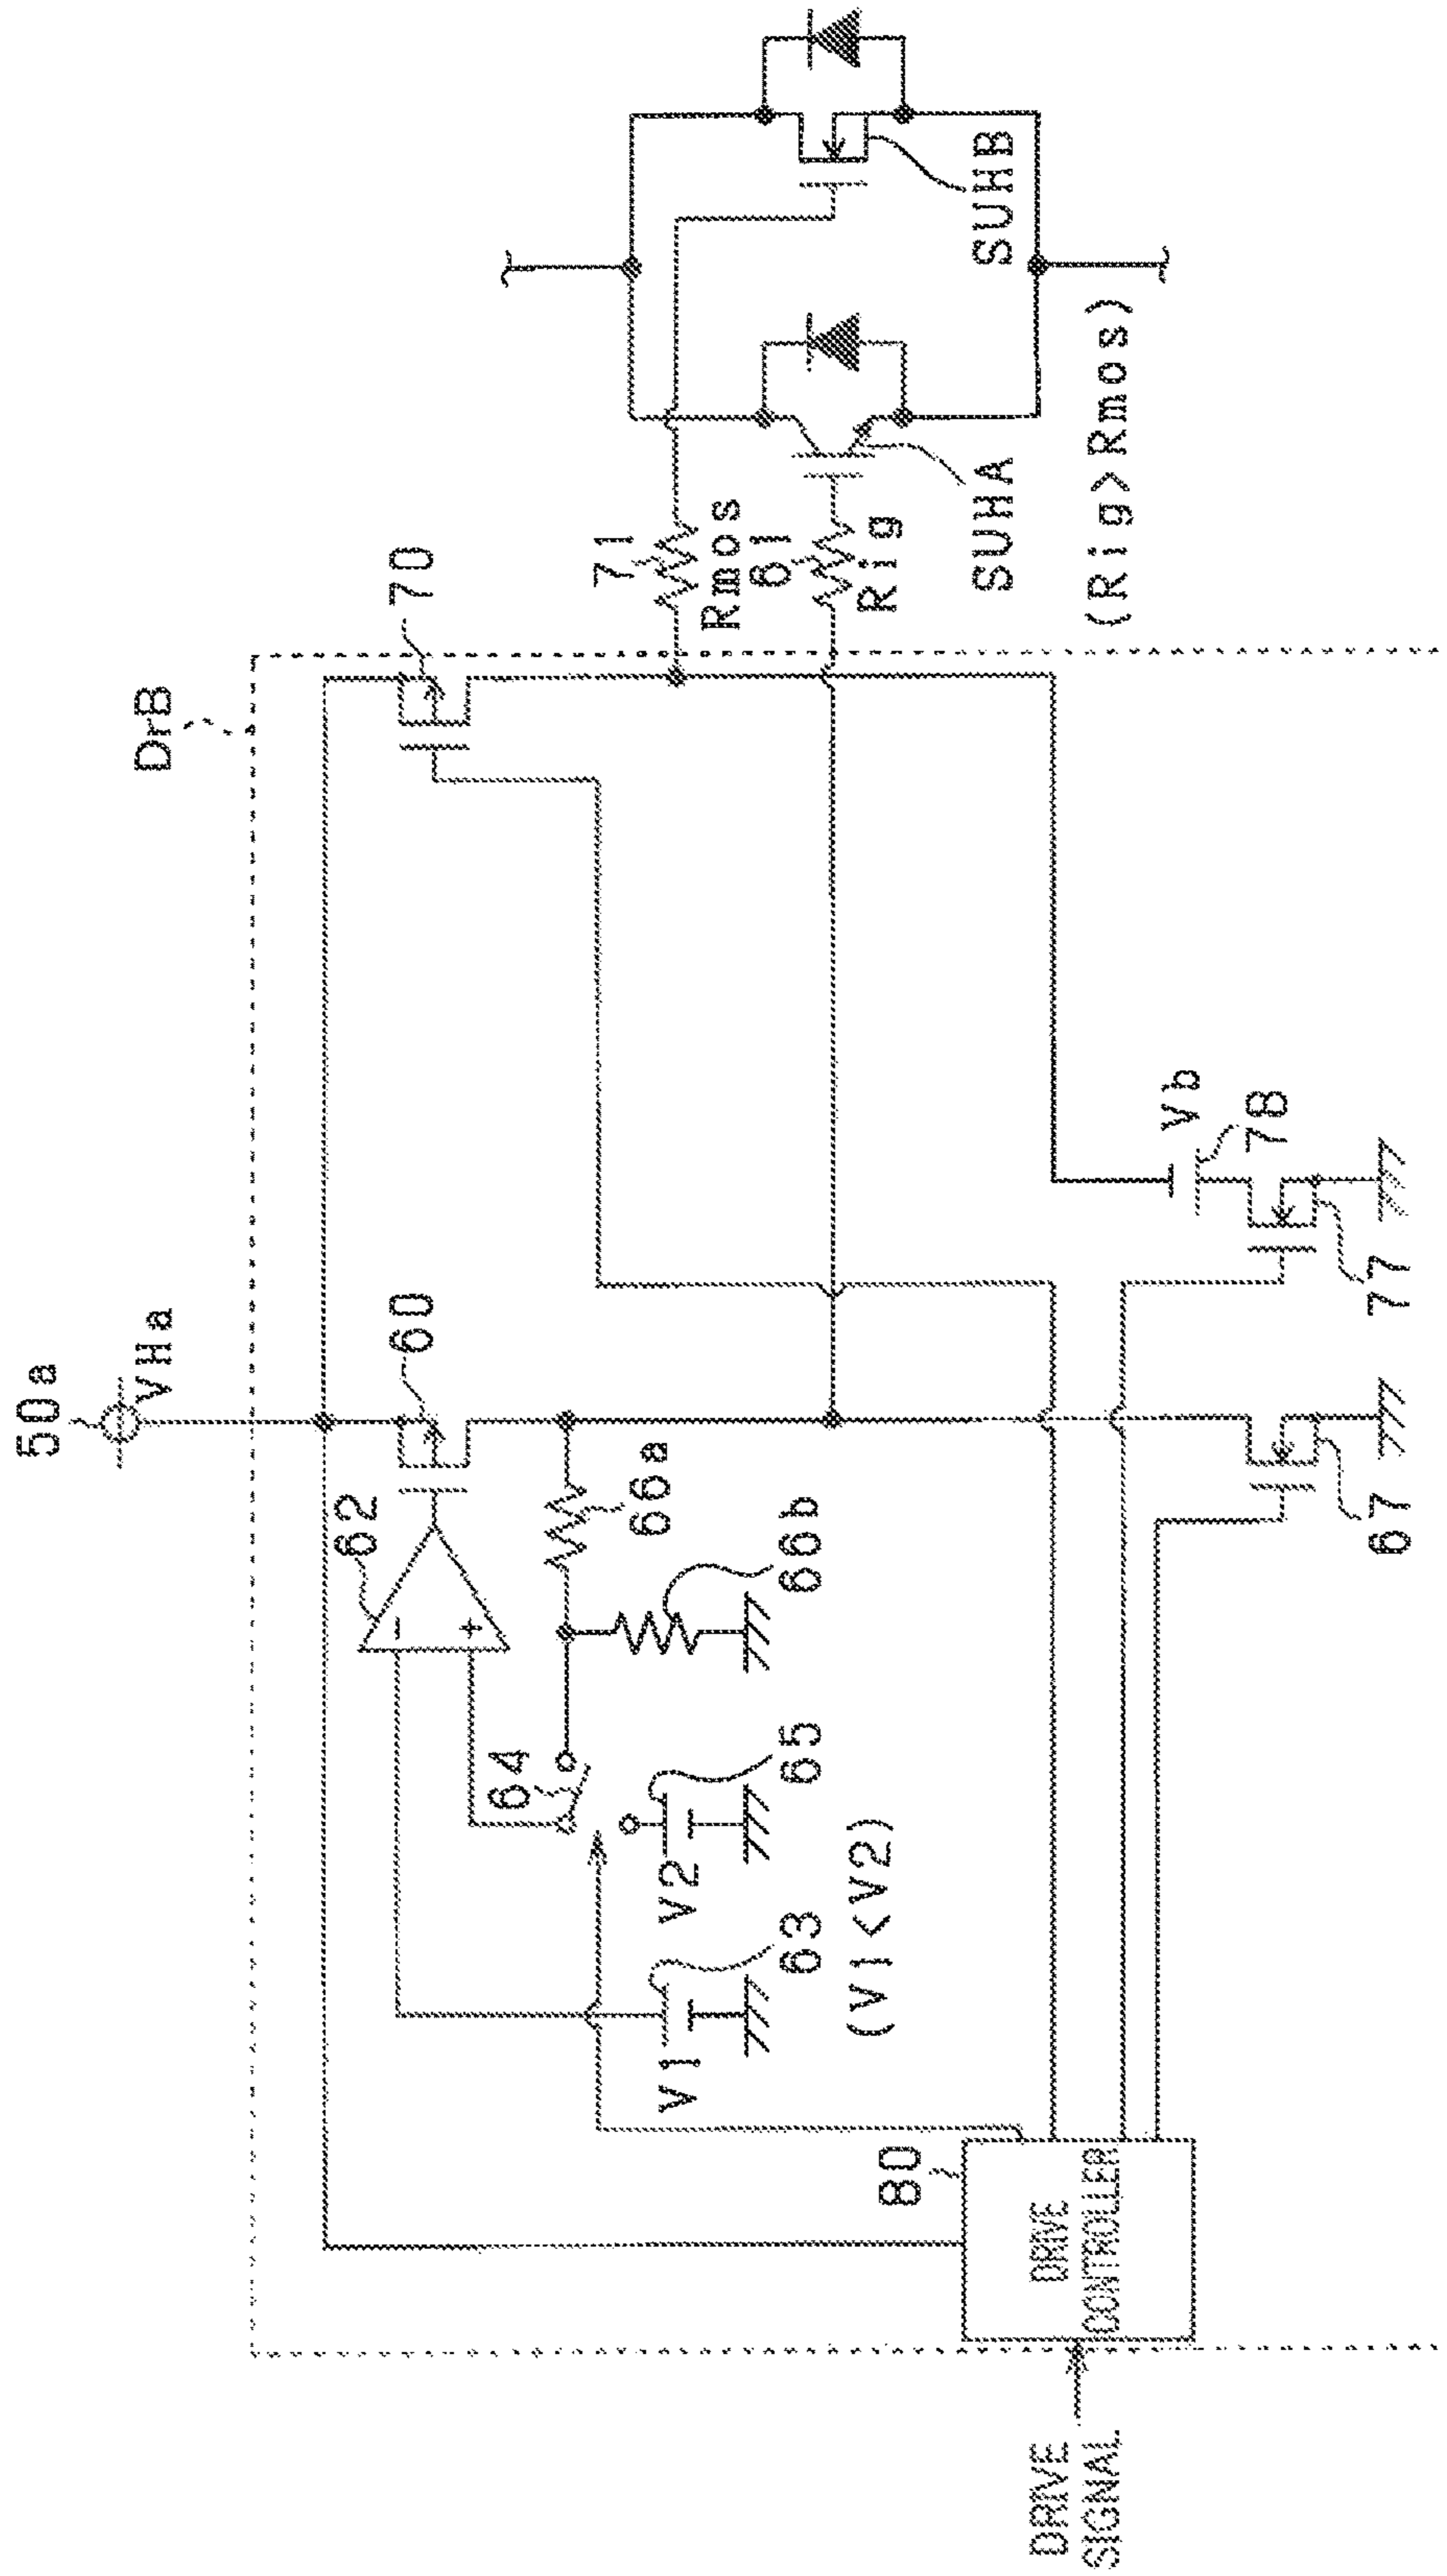 50a
VHa
DrB
62
60
70
66a
66b
64
65
V2
63
V1
(V1<V2)
71
Rmos
61
Rig
SUHA
SUHB
(Rig>Rmos)
80
DRIVE
CONTROLLER
DRIVE
SIGNAL
Vb
78
77
67